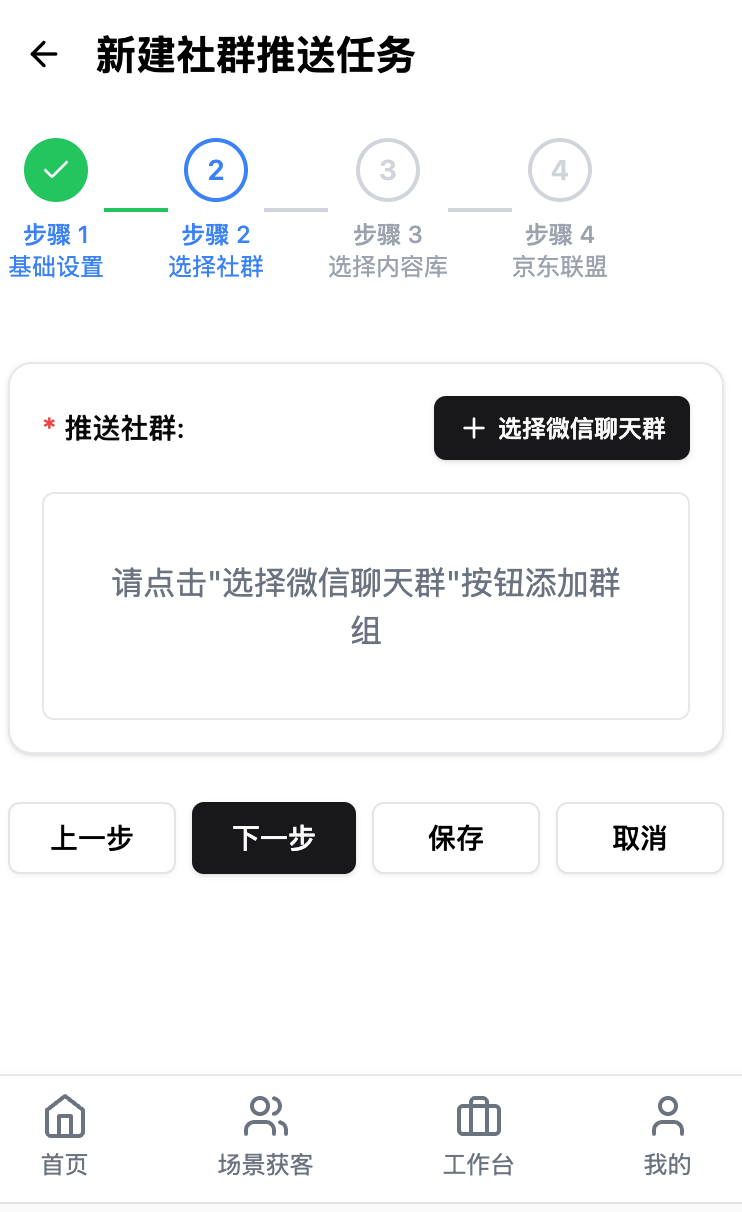 新建社群推送任务
2
3
4
步骤 1
步骤 2
步骤 3
步骤 4
基础设置
选择社群
选择内容库
京东联盟
* 推送社群:
+ 选择微信聊天群
请点击"选择微信聊天群"按钮添加群
组
上一步
下一步
保存
取消
首页
场景获客
工作台
我的